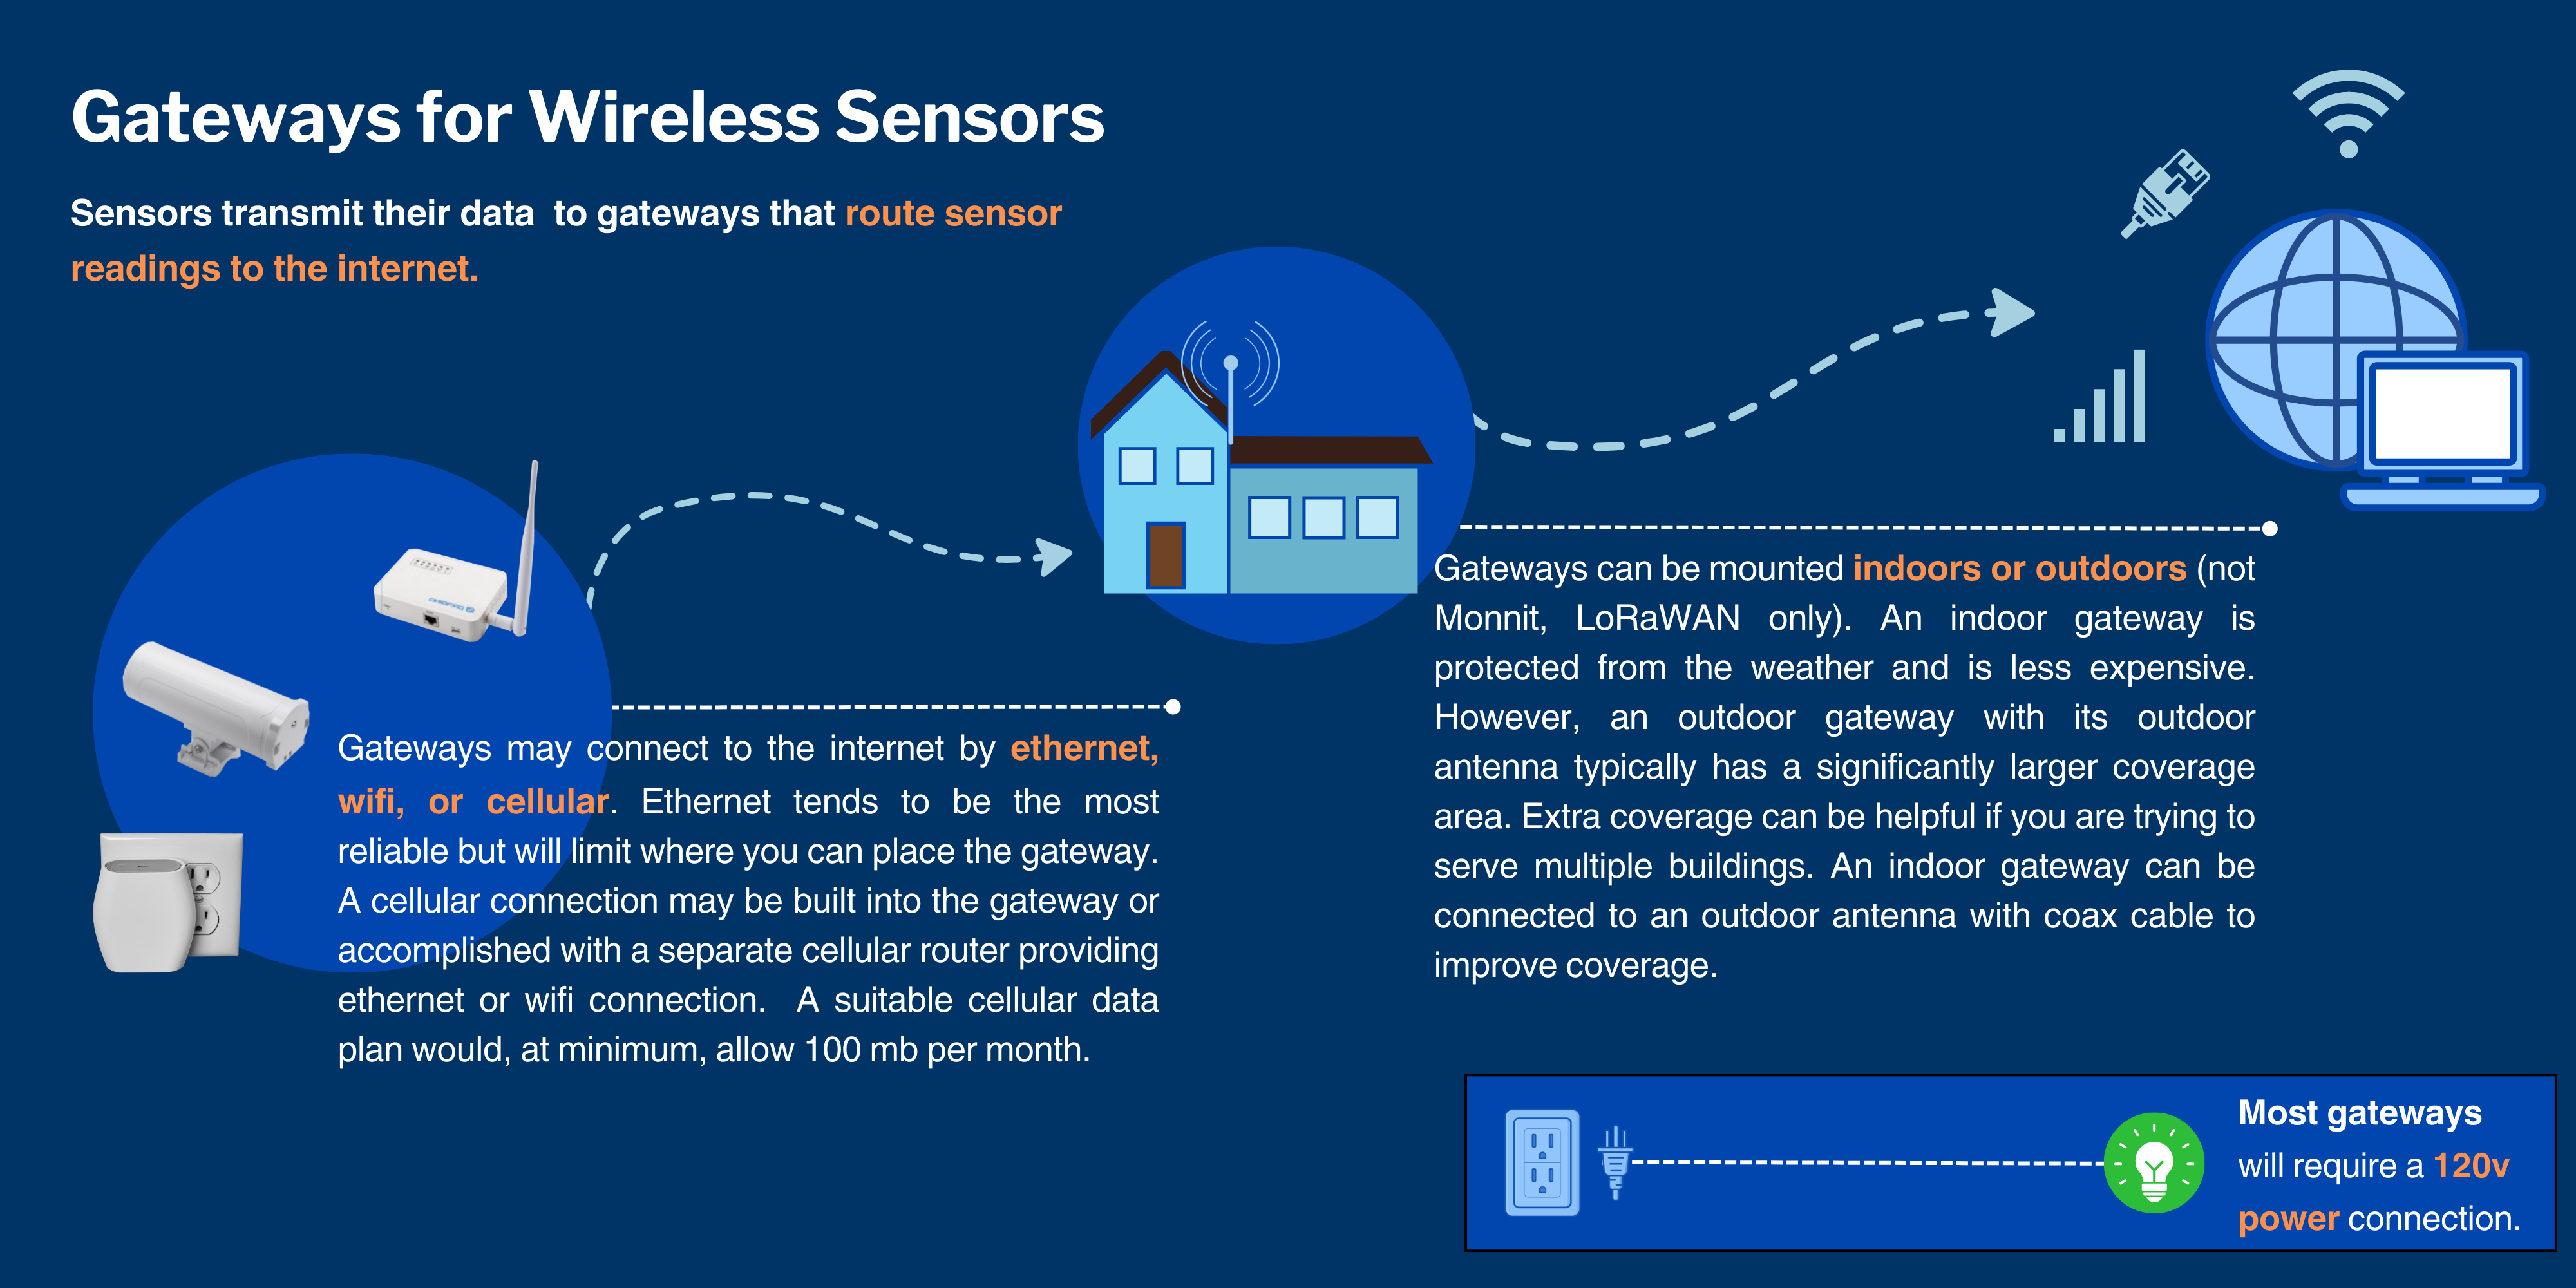 Gateways for Wireless Sensors
Sensors transmit their data to gateways that route sensor
readings to the internet.
Gateways may connect to the internet by ethernet,
wifi, or cellular. Ethernet tends to be the most
reliable but will limit where you can place the gateway.
A cellular connection may be built into the gateway or
accomplished with a separate cellular router providing
ethernet or wifi connection. A suitable cellular data
plan would, at minimum, allow 100 mb per month.
Gateways can be mounted indoors or outdoors (not
Monnit, LoRaWAN only). An indoor gateway is
protected from the weather and is less expensive.
However, an outdoor gateway with its outdoor
antenna typically has a significantly larger coverage
area. Extra coverage can be helpful if you are trying to
serve multiple buildings. An indoor gateway can be
connected to an outdoor antenna with coax cable to
improve coverage.
Most gateways
will require a 120v
power connection.